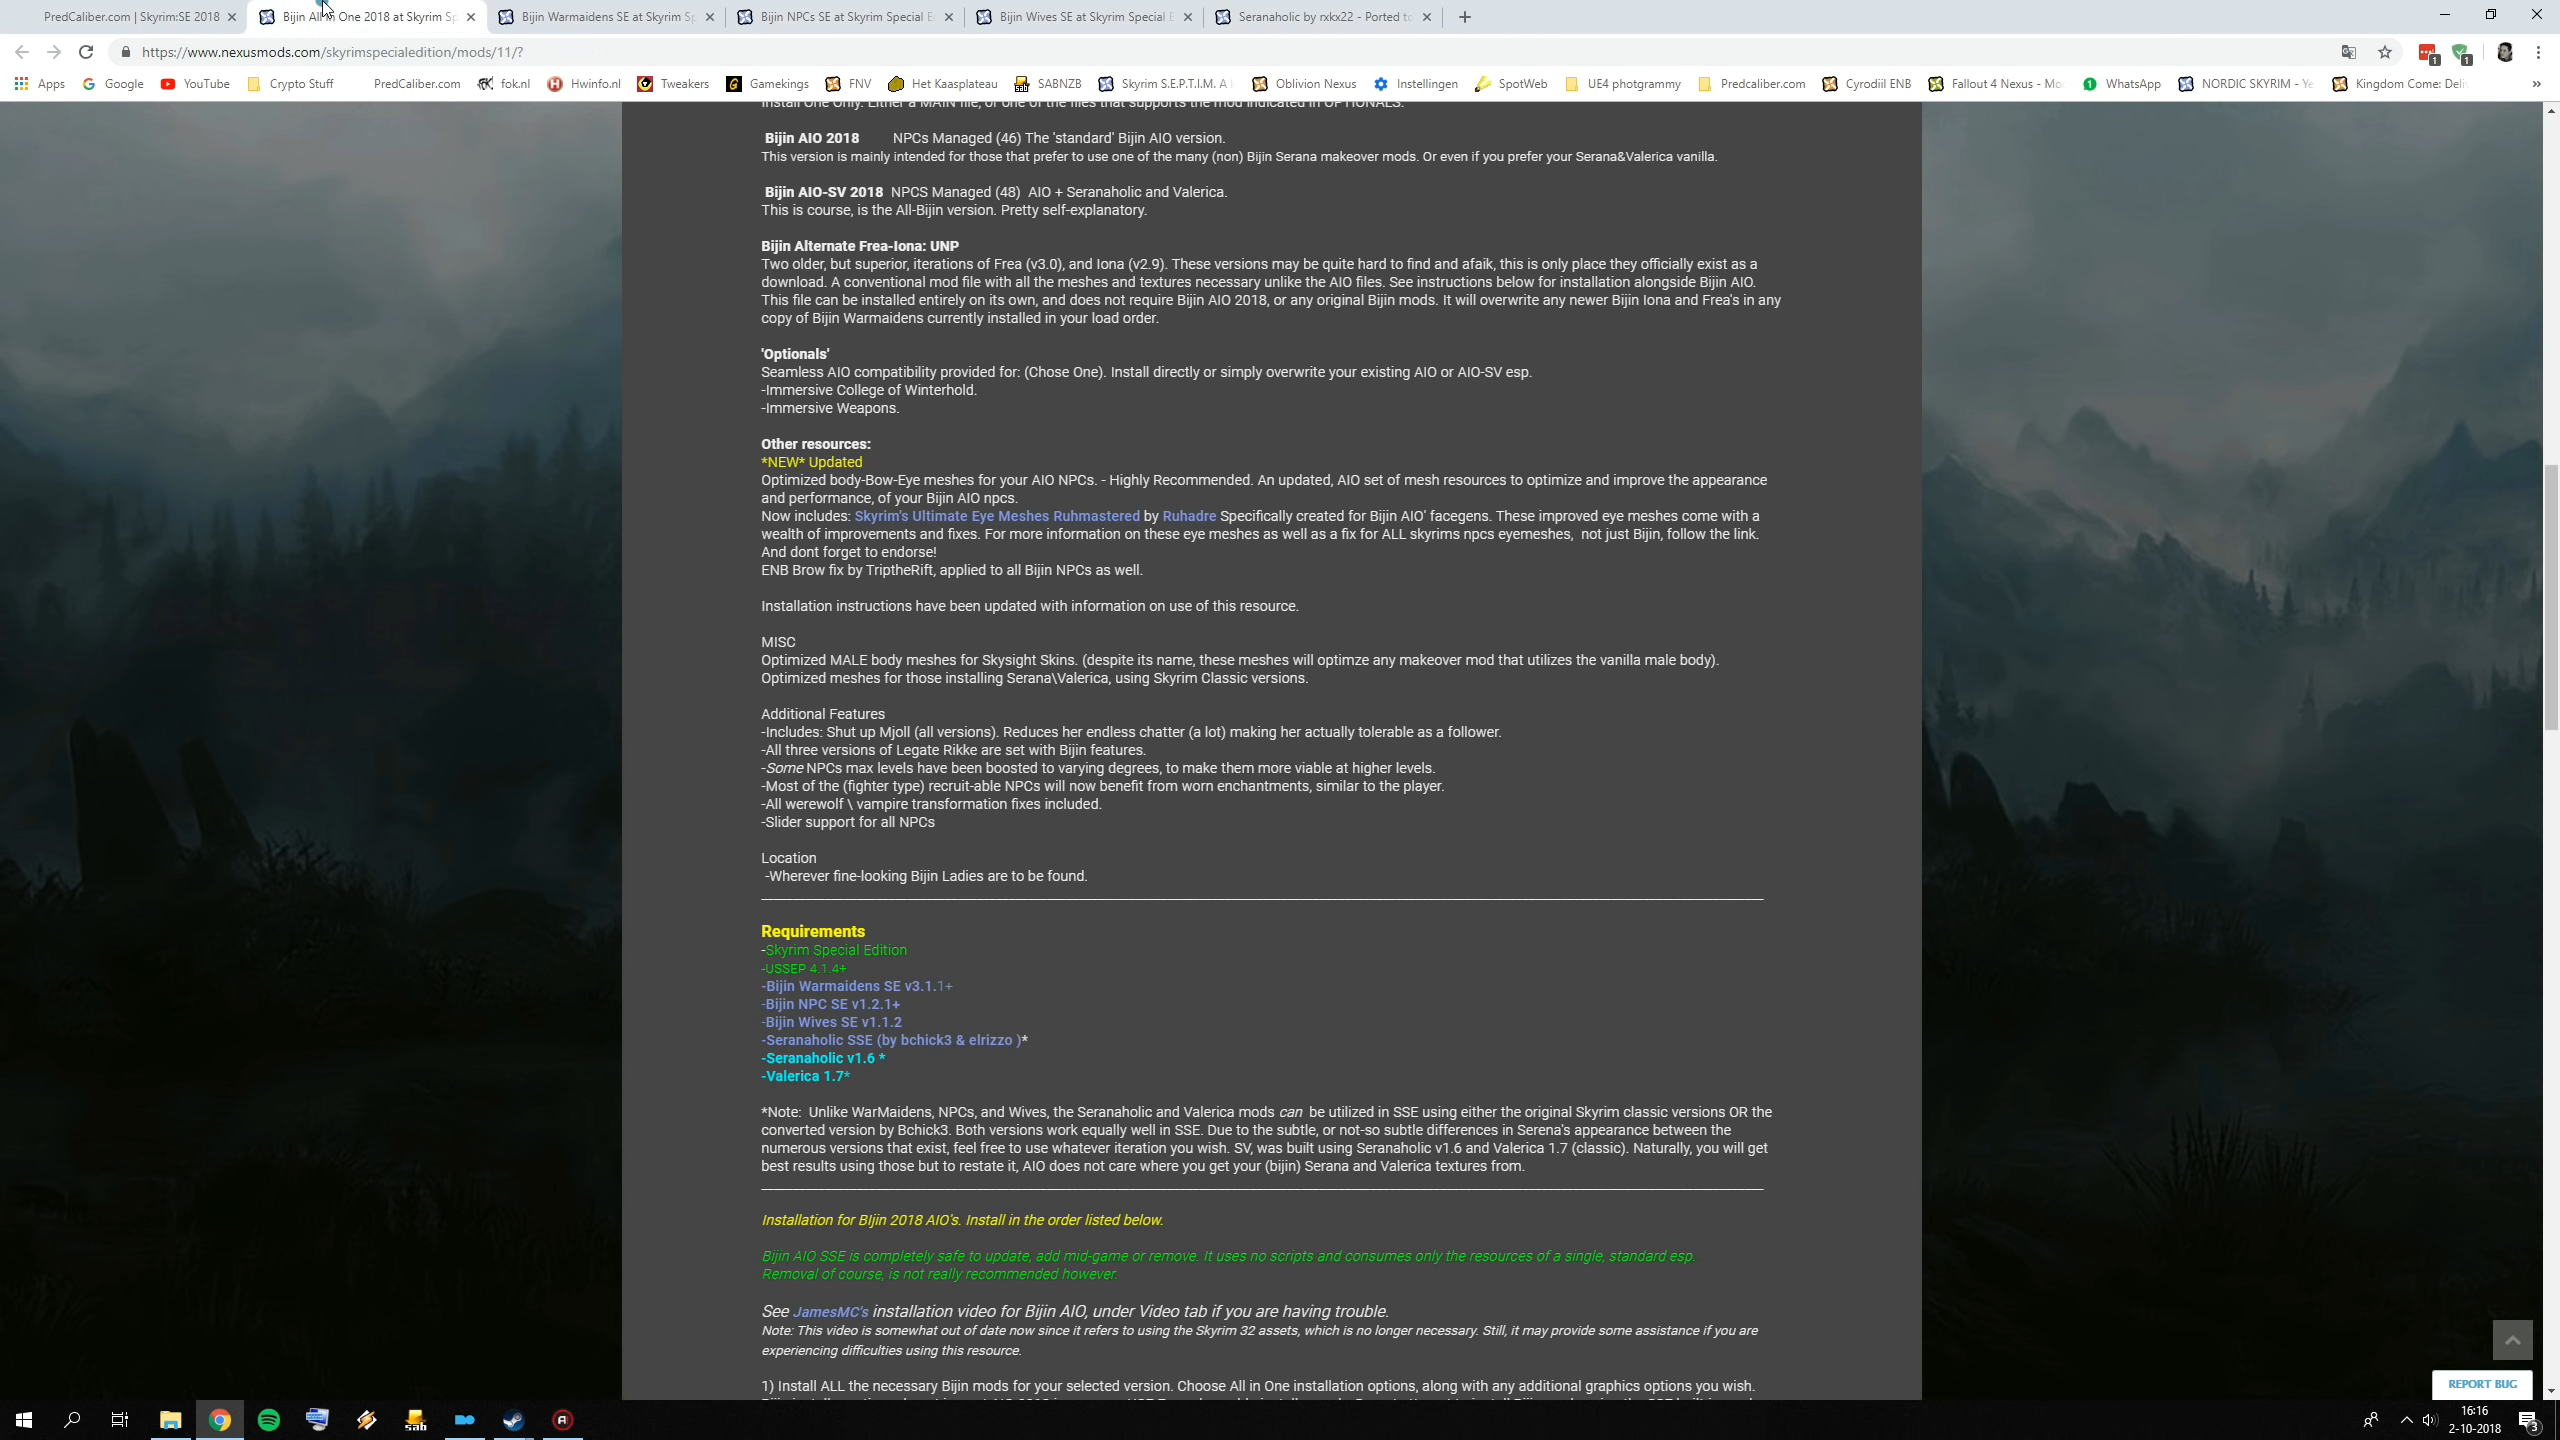 PredCaliber.com | Skyrim:SE 2018
Bijin All in One 2018 at Skyrim Sp
Bijin Warmaidens SE at Skyrim Sp
Bijin NPCs SE at Skyrim Special E
Bijin Wives SE at Skyrim Special E
Seranaholic by rxkx22 - Ported to
https://www.nexusmods.com/skyrimspecialedition/mods/11/?
1
1
Apps Google YouTube Crypto Stuff PredCaliber.com fok.nl Hwinfo.nl Tweakers Gamekings FNV Het Kaasplateau SABNZB Skyrim S.E.P.T.I.M. A Oblivion Nexus Instellingen SpotWeb UE4 photgrammy Predcaliber.com Cyrodiil ENB Fallout 4 Nexus - Mo WhatsApp NORDIC SKYRIM - Ye Kingdom Come: Deli »
Install One Only. Either a MAIN file, or one of the files that supports the mod indicated in OPTIONALS.
Bijin AIO 2018 NPCs Managed (46) The 'standard' Bijin AIO version.
This version is mainly intended for those that prefer to use one of the many (non) Bijin Serana makeover mods. Or even if you prefer your Serana&Valerica vanilla.
Bijin AIO-SV 2018 NPCS Managed (48) AIO + Seranaholic and Valerica.
This is course, is the All-Bijin version. Pretty self-explanatory.
Bijin Alternate Frea-Iona: UNP
Two older, but superior, iterations of Frea (v3.0), and Iona (v2.9). These versions may be quite hard to find and afaik, this is only place they officially exist as a
download. A conventional mod file with all the meshes and textures necessary unlike the AIO files. See instructions below for installation alongside Bijin AIO.
This file can be installed entirely on its own, and does not require Bijin AIO 2018, or any original Bijin mods. It will overwrite any newer Bijin Iona and Frea's in any
copy of Bijin Warmaidens currently installed in your load order.
'Optionals'
Seamless AIO compatibility provided for: (Chose One). Install directly or simply overwrite your existing AIO or AIO-SV esp.
-Immersive College of Winterhold.
-Immersive Weapons.
Other resources:
*NEW* Updated
Optimized body-Bow-Eye meshes for your AIO NPCs. - Highly Recommended. An updated, AIO set of mesh resources to optimize and improve the appearance
and performance, of your Bijin AIO npcs.
Now includes: Skyrim's Ultimate Eye Meshes Ruhmastered by Ruhadre Specifically created for Bijin AIO' facegens. These improved eye meshes come with a
wealth of improvements and fixes. For more information on these eye meshes as well as a fix for ALL skyrims npcs eyemeshes, not just Bijin, follow the link.
And dont forget to endorse!
ENB Brow fix by TriptheRift, applied to all Bijin NPCs as well.
Installation instructions have been updated with information on use of this resource.
MISC
Optimized MALE body meshes for Skysight Skins. (despite its name, these meshes will optimze any makeover mod that utilizes the vanilla male body).
Optimized meshes for those installing Serana\Valerica, using Skyrim Classic versions.
Additional Features
-Includes: Shut up Mjoll (all versions). Reduces her endless chatter (a lot) making her actually tolerable as a follower.
-All three versions of Legate Rikke are set with Bijin features.
-Some NPCs max levels have been boosted to varying degrees, to make them more viable at higher levels.
-Most of the (fighter type) recruit-able NPCs will now benefit from worn enchantments, similar to the player.
-All werewolf \ vampire transformation fixes included.
-Slider support for all NPCs
Location
-Wherever fine-looking Bijin Ladies are to be found.
Requirements
-Skyrim Special Edition
-USSEP 4.1.4+
-Bijin Warmaidens SE v3.1.1+
-Bijin NPC SE v1.2.1+
-Bijin Wives SE v1.1.2
-Seranaholic SSE (by bchick3 & elrizzo )*
-Seranaholic v1.6 *
-Valerica 1.7*
*Note: Unlike WarMaidens, NPCs, and Wives, the Seranaholic and Valerica mods can be utilized in SSE using either the original Skyrim classic versions OR the
converted version by Bchick3. Both versions work equally well in SSE. Due to the subtle, or not-so subtle differences in Serena's appearance between the
numerous versions that exist, feel free to use whatever iteration you wish. SV, was built using Seranaholic v1.6 and Valerica 1.7 (classic). Naturally, you will get
best results using those but to restate it, AIO does not care where you get your (bijin) Serana and Valerica textures from.
Installation for BIjin 2018 AIO's. Install in the order listed below.
Bijin AIO SSE is completely safe to update, add mid-game or remove. It uses no scripts and consumes only the resources of a single, standard esp.
Removal of course, is not really recommended however.
See JamesMC's installation video for Bijin AIO, under Video tab if you are having trouble.
Note: This video is somewhat out of date now since it refers to using the Skyrim 32 assets, which is no longer necessary. Still, it may provide some assistance if you are
experiencing difficulties using this resource.
1) Install ALL the necessary Bijin mods for your selected version. Choose All in One installation options, along with any additional graphics options you wish.
REPORT BUG
sab
16:16
2-10-2018
3